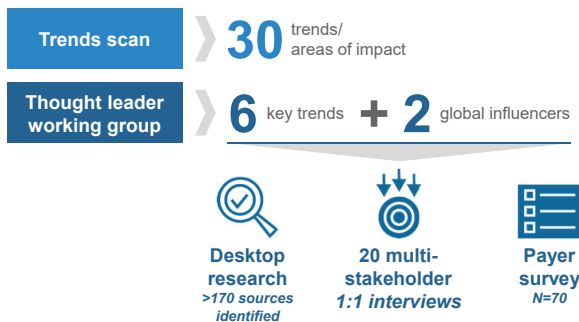 Trends scan
30 trends/
areas of impact
Thought leader
working group
6 key trends + 2 global influencers
Desktop
research
>170 sources
identified
20 multi-
stakeholder
1:1 interviews
Payer
survey
N=70